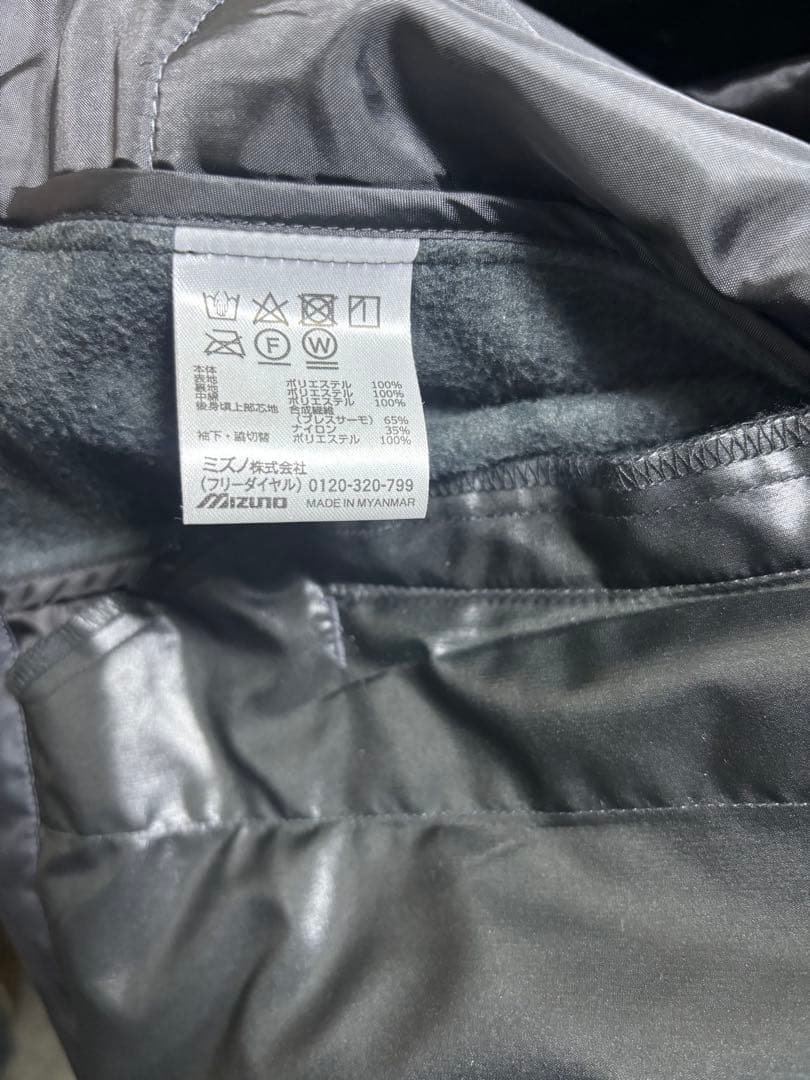 F W
本体
表地 ポリエステル 100%
裏地 ポリエステル 100%
中綿 ポリエステル 100%
後身頃上部芯地 合成繊維
(ブレスサーモ) 65%
ナイロン 35%
袖下・脇切替 ポリエステル 100%
ミズノ株式会社
(フリーダイヤル) 0120-320-799
MIZUNO MADE IN MYANMAR